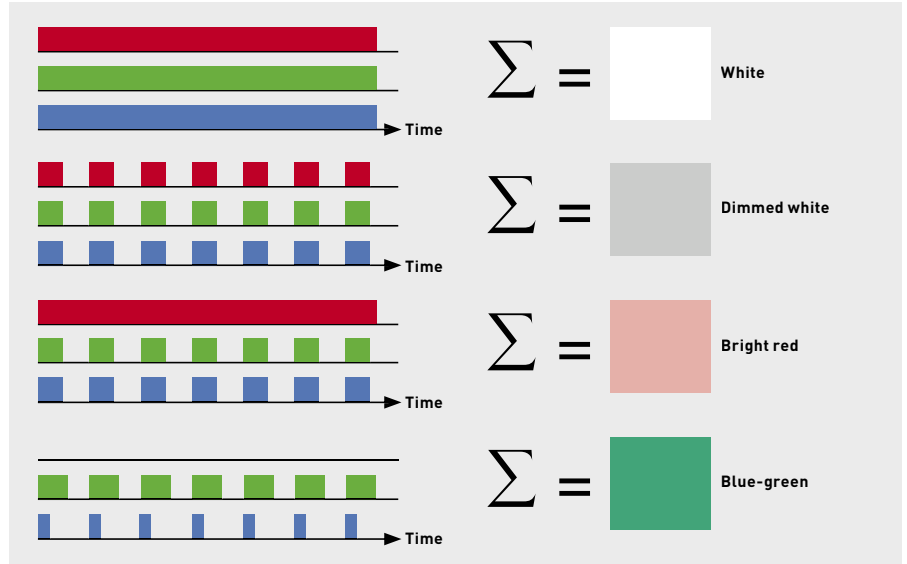 ∑ = White
Time
∑ = Dimmed white
Time
∑ = Bright red
Time
∑ = Blue-green
Time